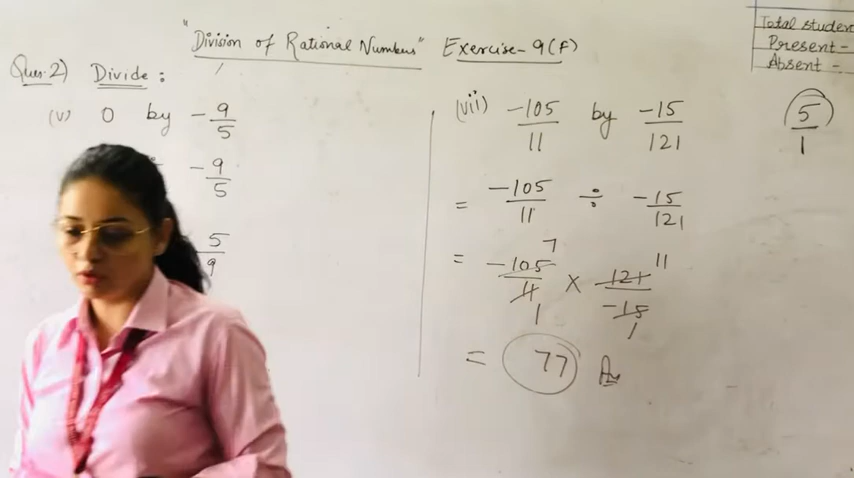 "Division of Rational Numbers" Exercise-9(F)
Total student
Present -
Absent -
Ques.2) Divide :
(v) 0 by -9/5
-9/5
5/9
(vii) -105/11 by -15/121
= -105/11 ÷ -15/121
= -105/11 × 121/-15
7 11
1 1
= 77 Ans
5/1